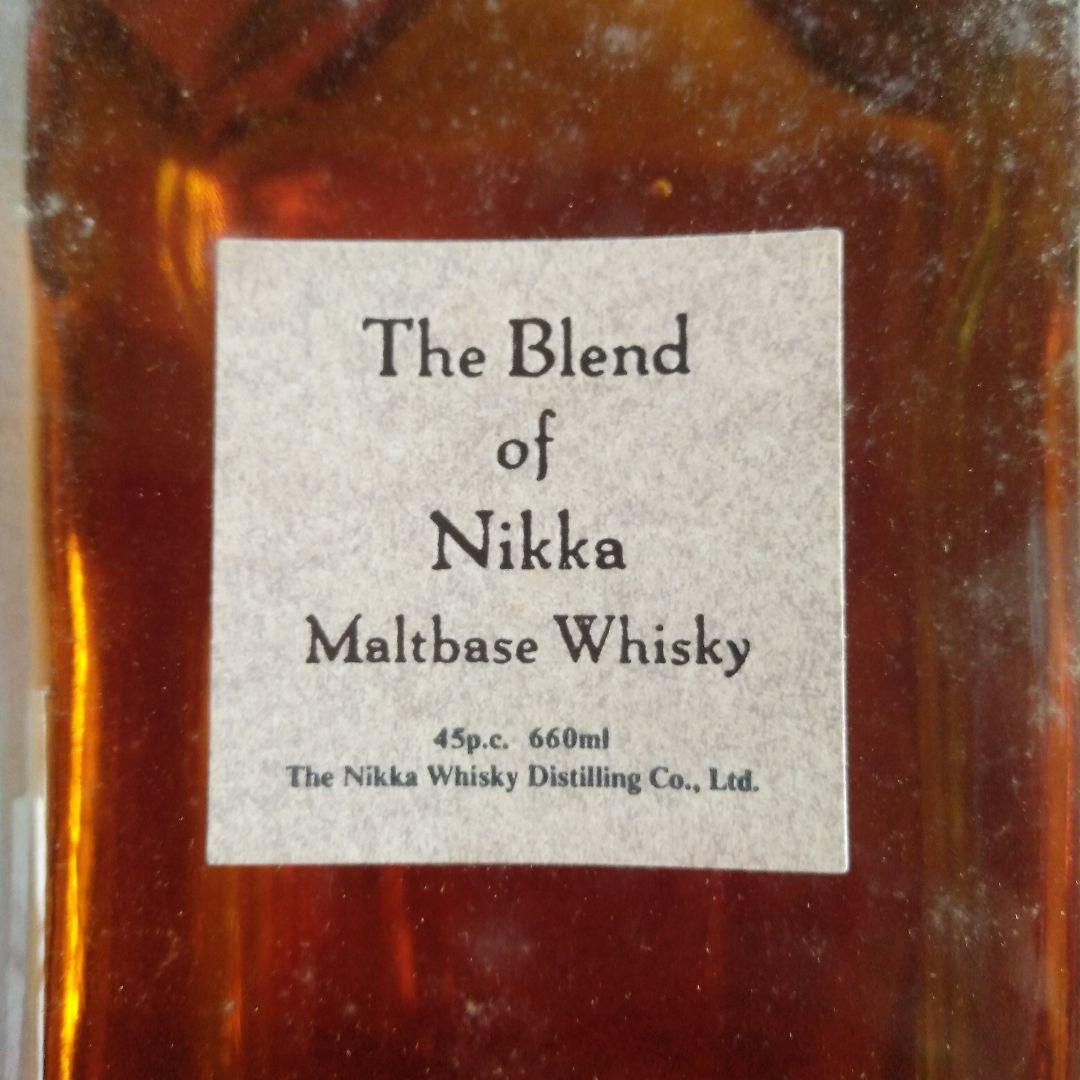 The Blend
of
Nikka
Maltbase Whisky
45p.c. 660ml
The Nikka Whisky Distilling Co., Ltd.